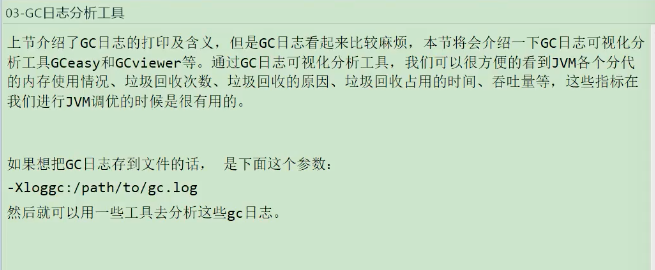 03-GC日志分析工具
上节介绍了GC日志的打印及含义，但是GC日志看起来比较麻烦，本节将会介绍一下GC日志可视化分
析工具GCeasy和GCviewer等。通过GC日志可视化分析工具，我们可以很方便的看到JVM各个分代
的内存使用情况、垃圾回收次数、垃圾回收的原因、垃圾回收占用的时间、吞吐量等，这些指标在
我们进行JVM调优的时候是很有用的。
如果想把GC日志存到文件的话， 是下面这个参数：
-Xloggc:/path/to/gc.log
然后就可以用一些工具去分析这些gc日志。